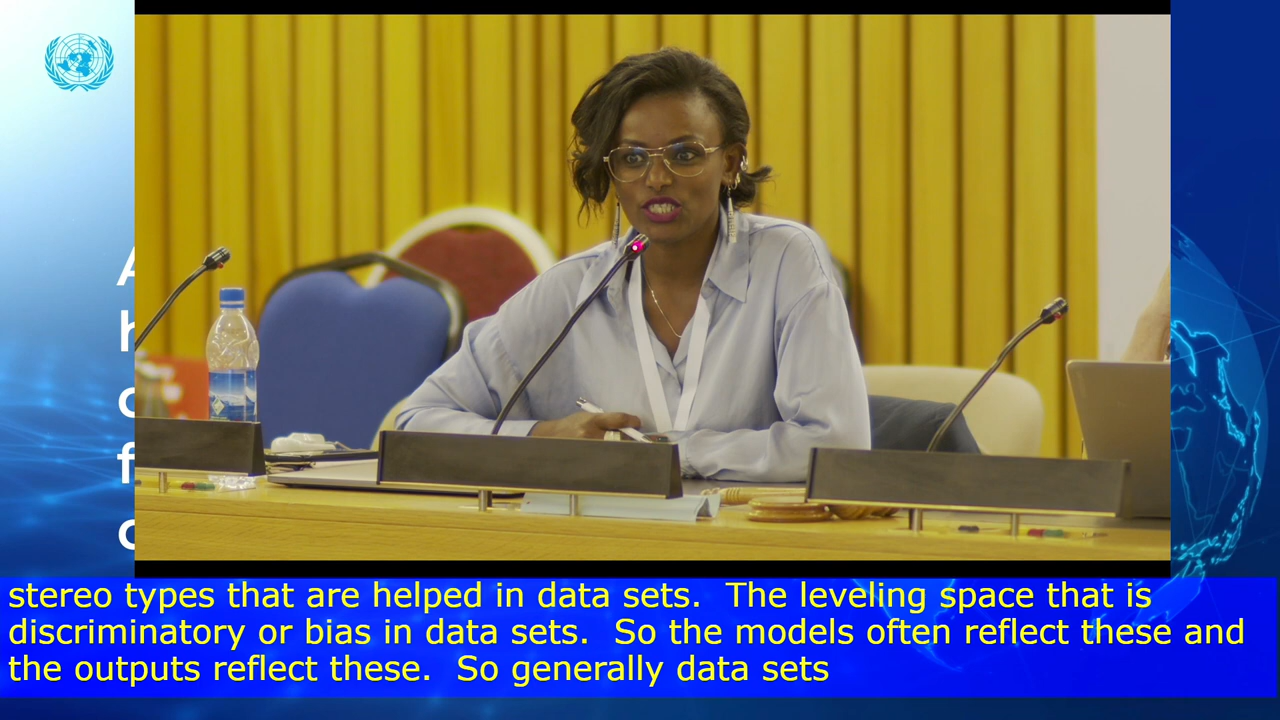 stereo types that are helped in data sets.  The leveling space that is
discriminatory or bias in data sets.  So the models often reflect these and
the outputs reflect these.  So generally data sets